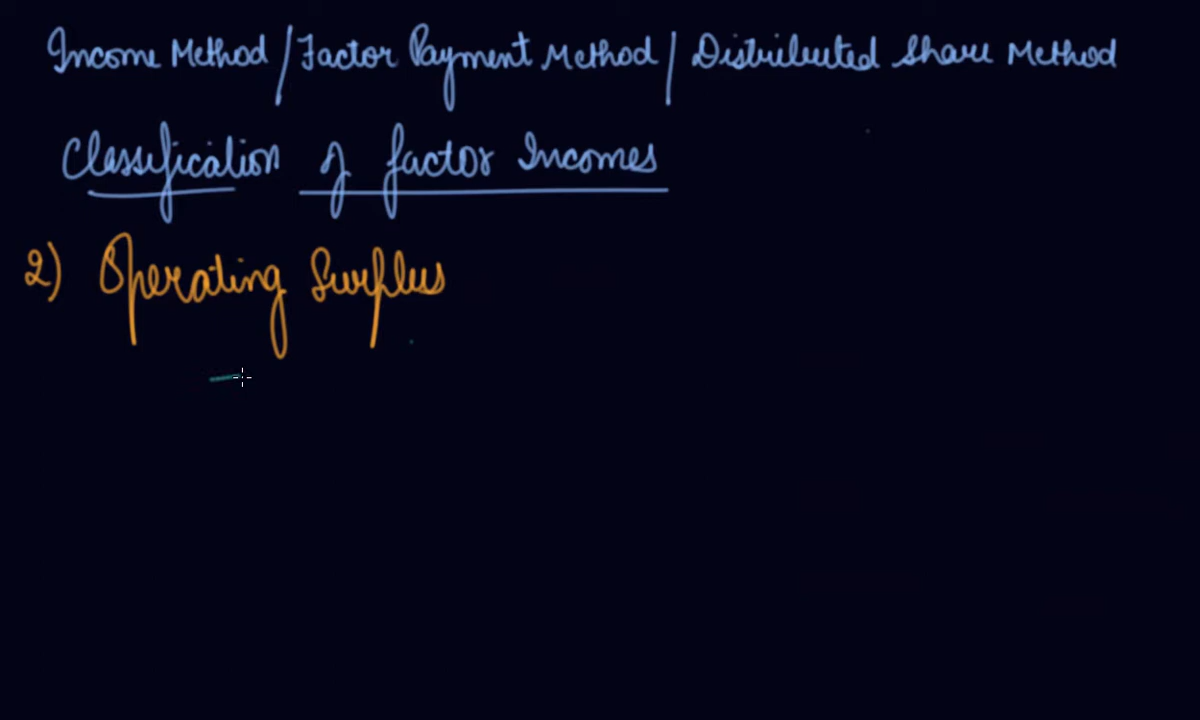 Income Method / Factor Payment Method / Distributed Share Method
Classification of factor Incomes
2) Operating Surplus